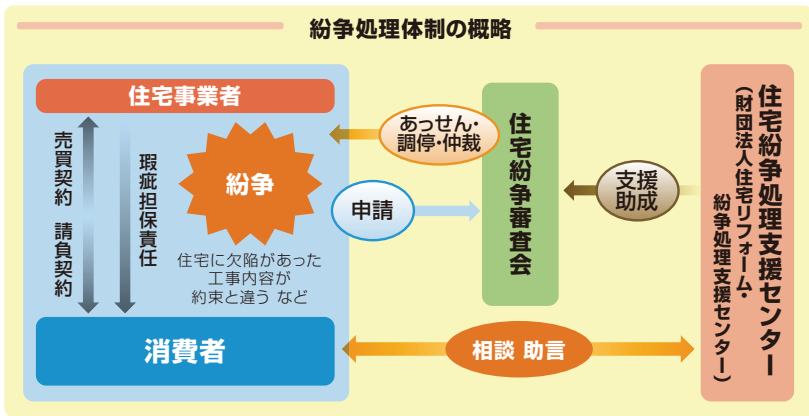 紛争処理体制の概略
住宅事業者
売買契約 請負契約
瑕疵担保責任
紛争
住宅に欠陥があった
工事内容が
約束と違う など
消費者
あっせん・
調停・仲裁
申請
住宅紛争審査会
支援
助成
相談 助言
住宅紛争処理支援センター
(財団法人住宅リフォーム・
紛争処理支援センター)